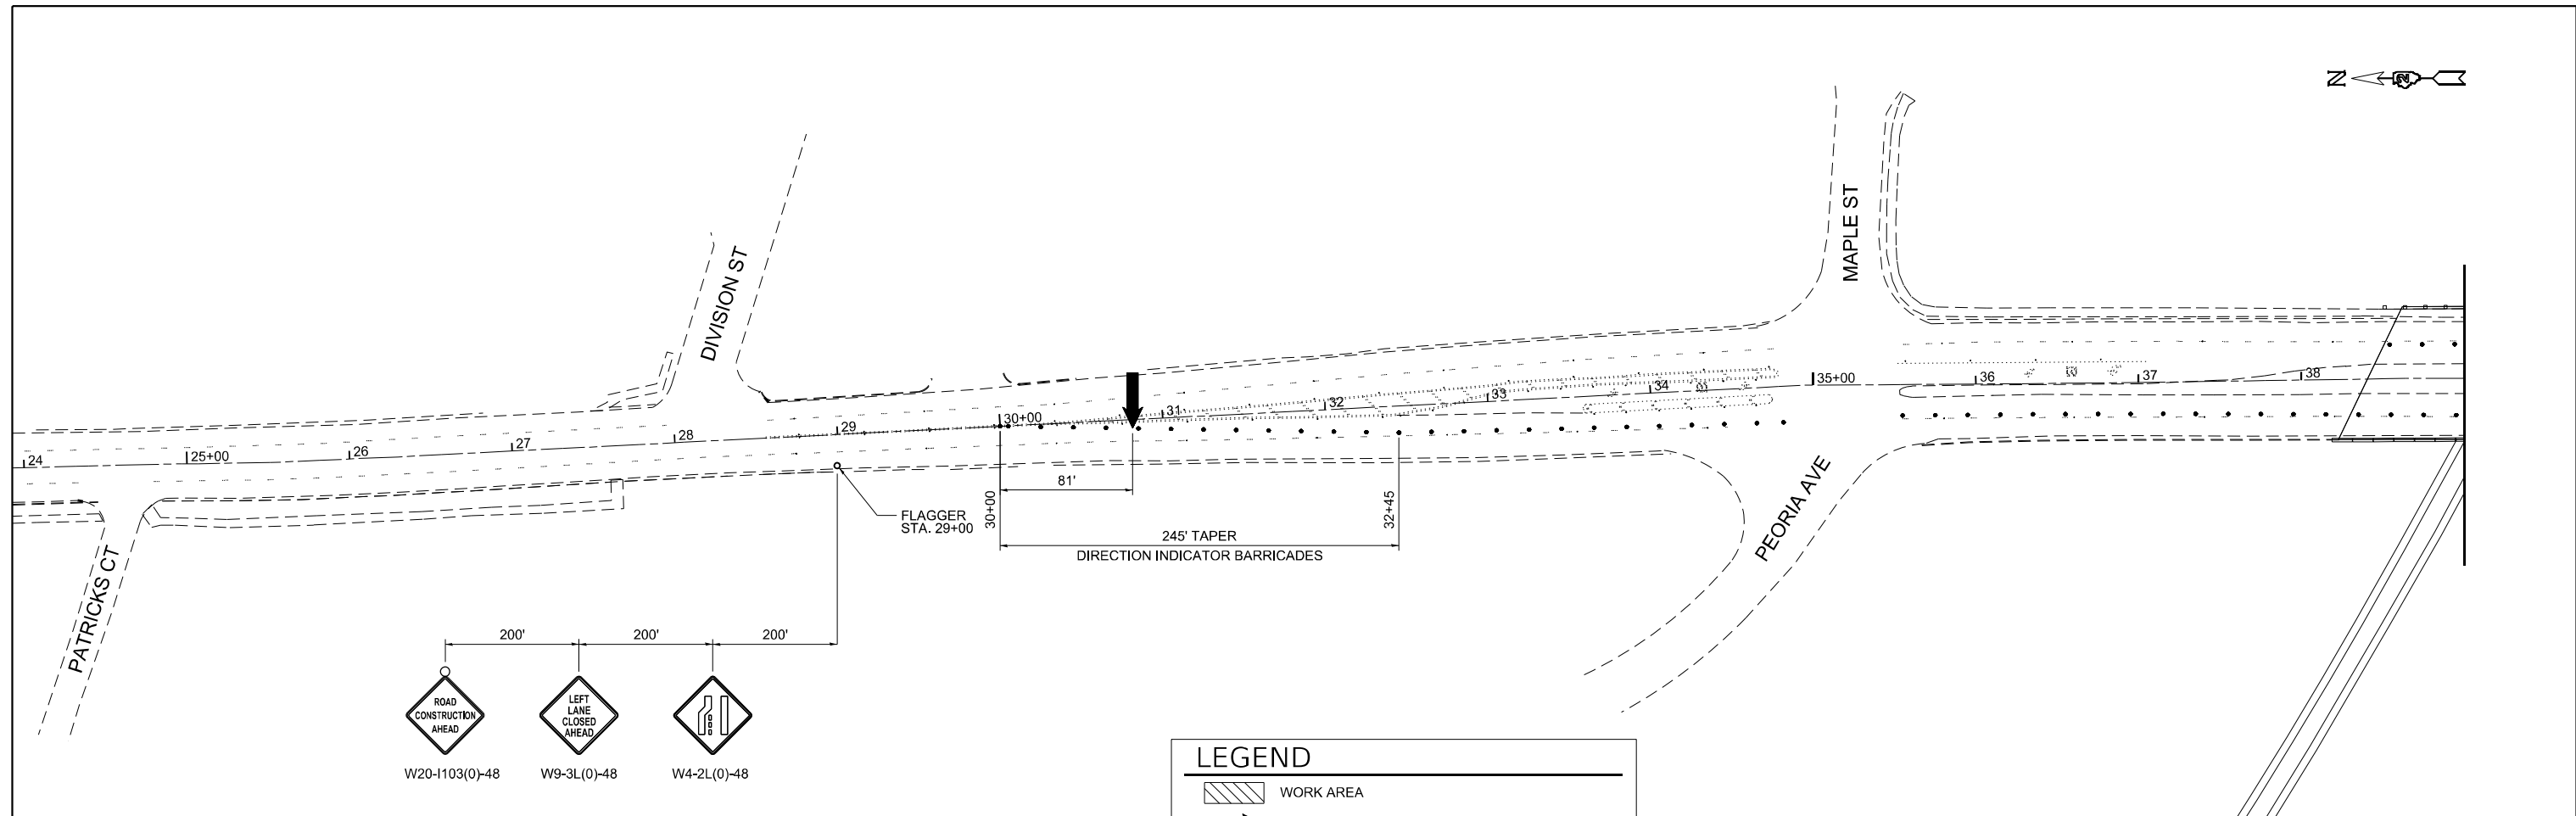 N
DIVISION ST
MAPLE ST
24
25+00
26
27
28
29
30+00
31
32
33
34
35+00
36
37
38
81'
FLAGGER
STA. 29+00
30+00
32+45
245' TAPER
DIRECTION INDICATOR BARRICADES
PEORIA AVE
PATRICKS CT
200'
200'
200'
ROAD
CONSTRUCTION
AHEAD
LEFT
LANE
CLOSED
AHEAD
W20-I103(0)-48
W9-3L(0)-48
W4-2L(0)-48
LEGEND
WORK AREA